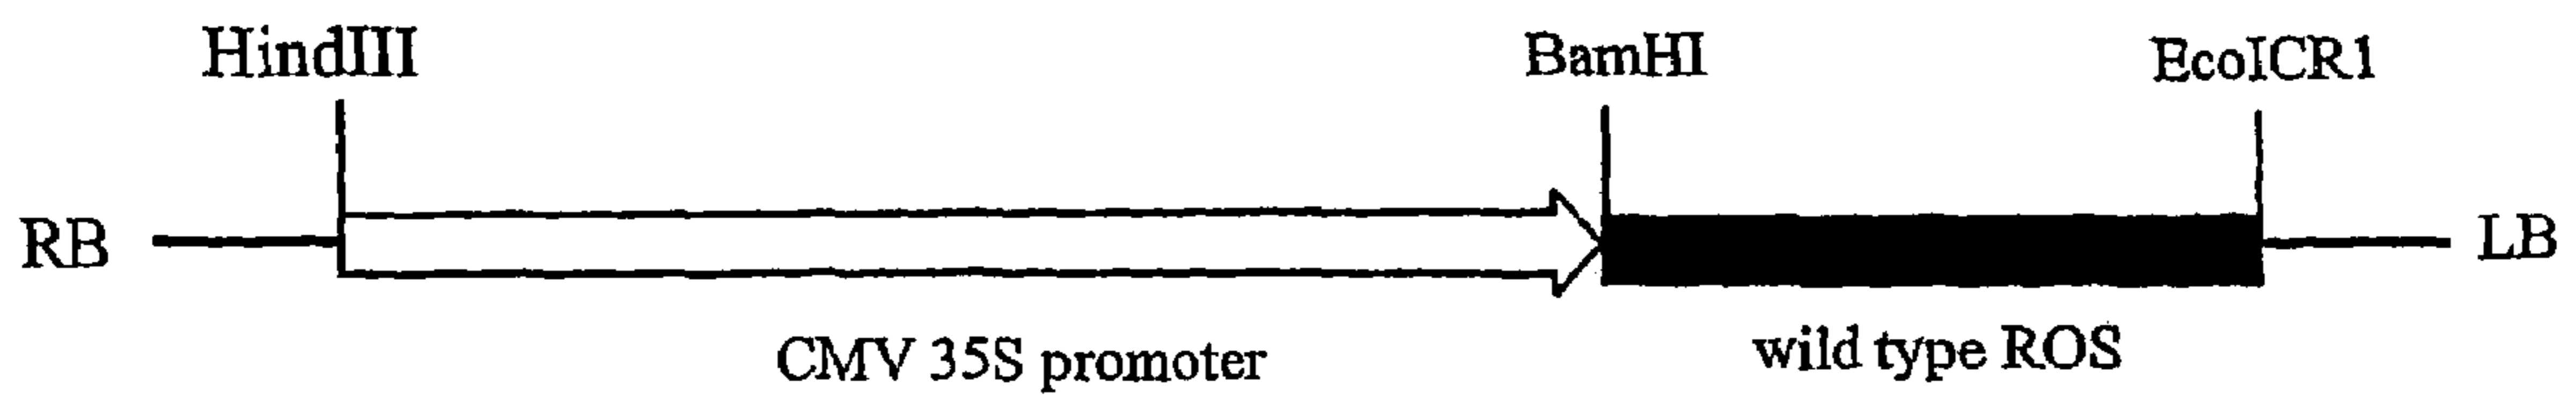 HindIII BamHI EcoICR1
RB LB
CMV 35S promoter wild type ROS